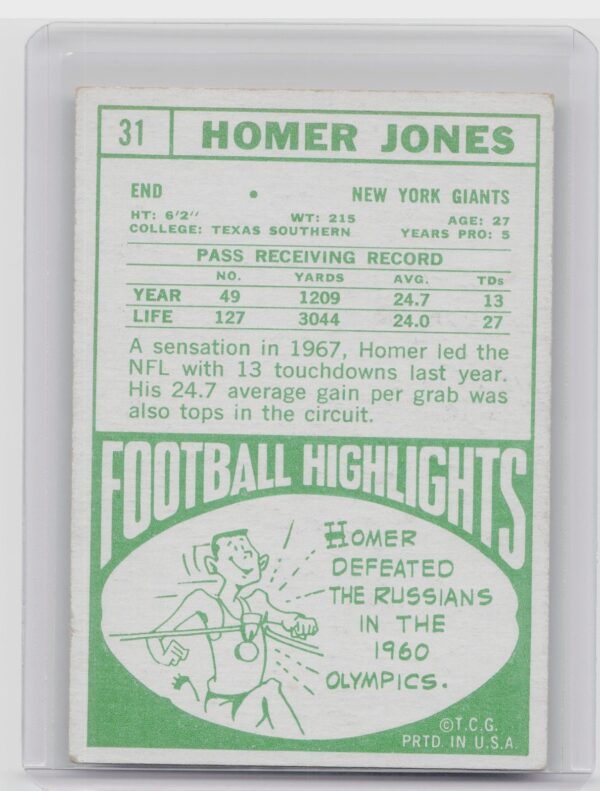 31 HOMER JONES
END • NEW YORK GIANTS
HT: 6'2" WT: 215 AGE: 27
COLLEGE: TEXAS SOUTHERN YEARS PRO: 5
PASS RECEIVING RECORD
NO. YARDS AVG. TDs
YEAR 49 1209 24.7 13
LIFE 127 3044 24.0 27
A sensation in 1967, Homer led the
NFL with 13 touchdowns last year.
His 24.7 average gain per grab was
also tops in the circuit.
FOOTBALL HIGHLIGHTS
HOMER
DEFEATED
THE RUSSIANS
IN THE
1960
OLYMPICS.
©T.C.G.
PRTD. IN U.S.A.